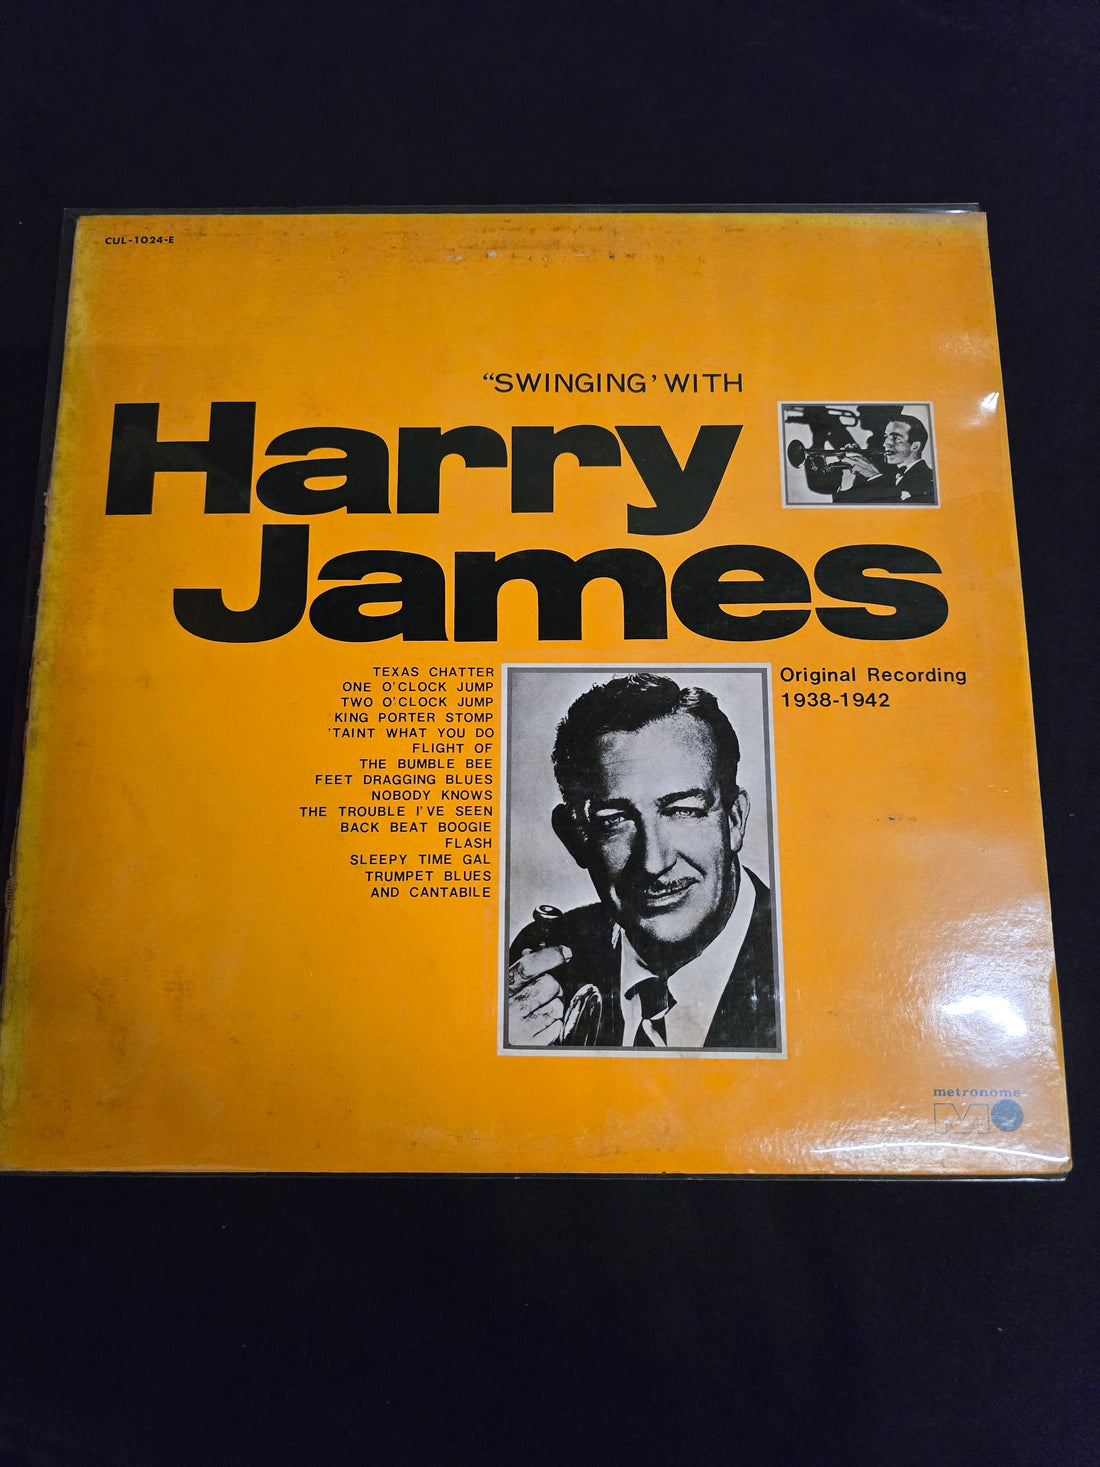 CUL-1024-E
“SWINGING’ WITH
Harry
James
TEXAS CHATTER
ONE O'CLOCK JUMP
TWO O'CLOCK JUMP
KING PORTER STOMP
'TAINT WHAT YOU DO
FLIGHT OF
THE BUMBLE BEE
FEET DRAGGING BLUES
NOBODY KNOWS
THE TROUBLE I'VE SEEN
BACK BEAT BOOGIE
FLASH
SLEEPY TIME GAL
TRUMPET BLUES
AND CANTABILE
Original Recording
1938-1942
metronome
M